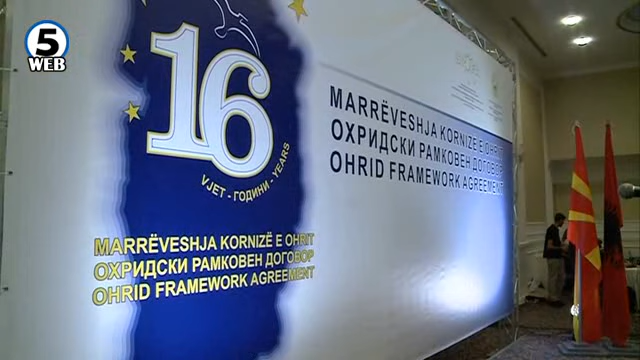 5
WEB
16
VJET - ГОДИНИ - YEARS
MARRËVESHJA KORNIZË E OHRIT
ОХРИДСКИ РАМКОВЕН ДОГОВОР
OHRID FRAMEWORK AGREEMENT
MARRËVESHJA KORNIZE E OHRIT
ОХРИДСКИ РАМКОВЕН ДОГОВОР
OHRID FRAMEWORK AGREEMENT